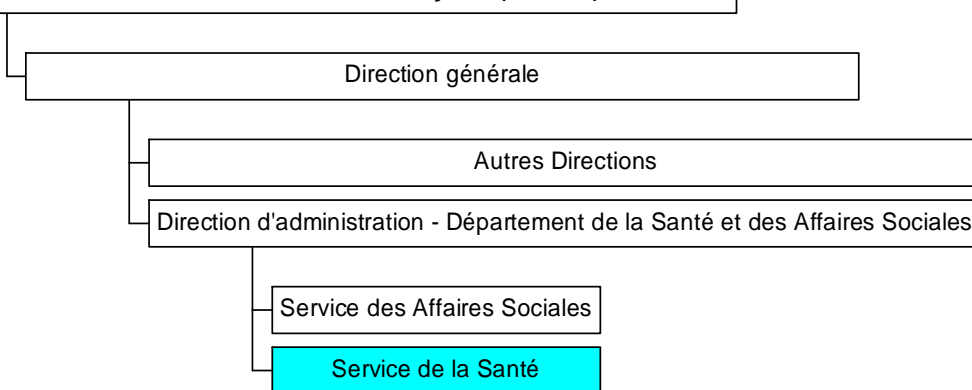 Direction générale
Autres Directions
Direction d'administration - Département de la Santé et des Affaires Sociales
Service des Affaires Sociales
Service de la Santé